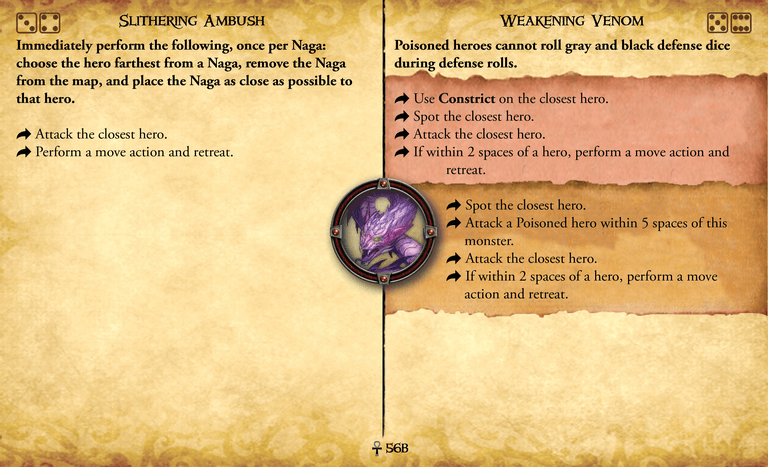 Slithering Ambush
Immediately perform the following, once per Naga:
choose the hero farthest from a Naga, remove the Naga
from the map, and place the Naga as close as possible to
that hero.
Attack the closest hero.
Perform a move action and retreat.
Weakening Venom
Poisoned heroes cannot roll gray and black defense dice
during defense rolls.
Use Constrict on the closest hero.
Spot the closest hero.
Attack the closest hero.
If within 2 spaces of a hero, perform a move action and
retreat.
Spot the closest hero.
Attack a Poisoned hero within 5 spaces of this
monster.
Attack the closest hero.
If within 2 spaces of a hero, perform a move
action and retreat.
56B